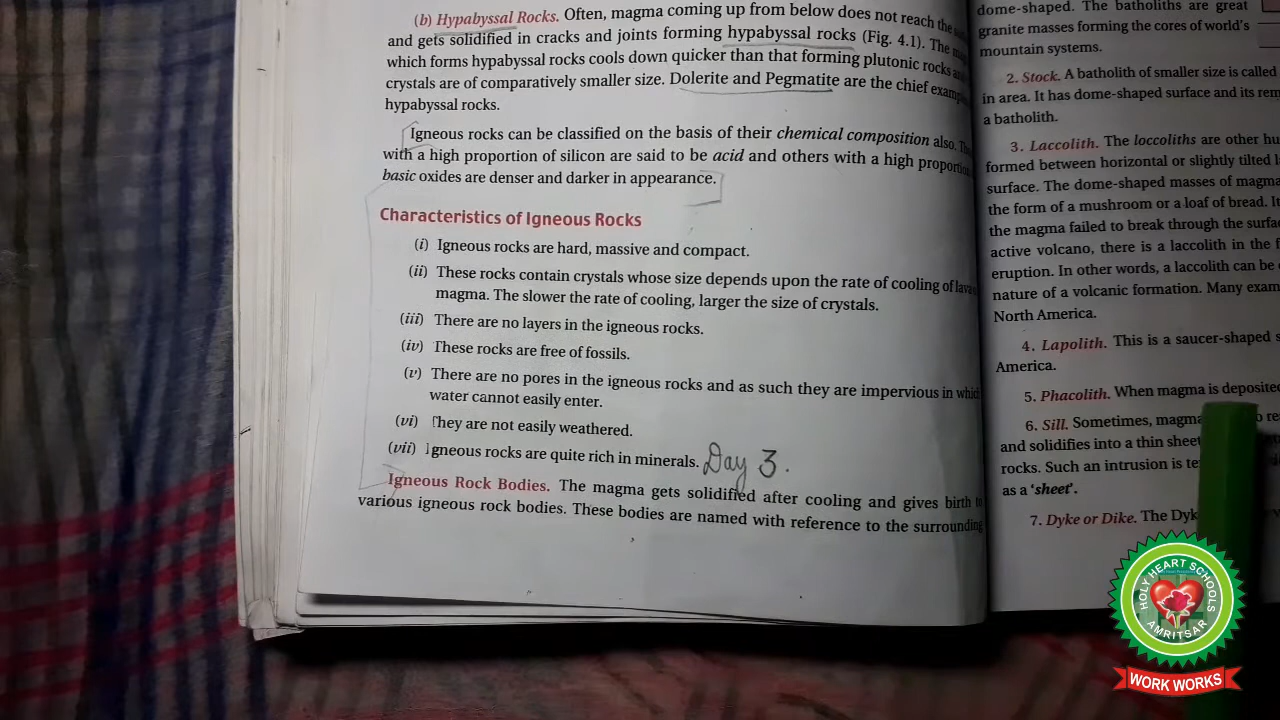 (b) Hypabyssal Rocks. Often, magma coming up from below does not reach the
and gets solidified in cracks and joints forming hypabyssal rocks (Fig. 4.1). The
which forms hypabyssal rocks cools down quicker than that forming plutonic rocks
crystals are of comparatively smaller size. Dolerite and Pegmatite are the chief
hypabyssal rocks.
Igneous rocks can be classified on the basis of their chemical composition also.
with a high proportion of silicon are said to be acid and others with a high
basic oxides are denser and darker in appearance.
Characteristics of Igneous Rocks
(i) Igneous rocks are hard, massive and compact.
(ii) These rocks contain crystals whose size depends upon the rate of cooling of lava
magma. The slower the rate of cooling, larger the size of crystals.
(iii) There are no layers in the igneous rocks.
(iv) These rocks are free of fossils.
(v) There are no pores in the igneous rocks and as such they are impervious in which
water cannot easily enter.
(vi) They are not easily weathered.
(vii) Igneous rocks are quite rich in minerals. Day 3.
Igneous Rock Bodies. The magma gets solidified after cooling and gives birth to
various igneous rock bodies. These bodies are named with reference to the surrounding
dome-shaped. The batholiths are great
granite masses forming the cores of world's
mountain systems.
2. Stock. A batholith of smaller size is called
in area. It has dome-shaped surface and its
a batholith.
3. Laccolith. The loccoliths are other
formed between horizontal or slightly tilted
surface. The dome-shaped masses of magma
the form of a mushroom or a loaf of bread.
the magma failed to break through the
active volcano, there is a laccolith in the
eruption. In other words, a laccolith can be
nature of a volcanic formation. Many
North America.
4. Lapolith. This is a saucer-shaped
America.
5. Phacolith. When magma is deposited
6. Sill. Sometimes, magma
and solidifies into a thin sheet
rocks. Such an intrusion is
as a 'sheet'.
7. Dyke or Dike. The
HOLY HEART SCHOOLS
AMRITSAR
WORK WORKS